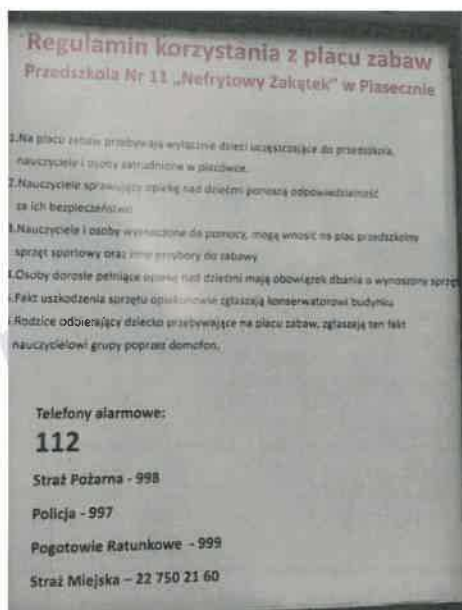 Regulamin korzystania z placu zabaw
Przedszkola Nr 11 „Nefrytowy Zakątek” w Piasecznie
1.Na placu zabaw przebywają wyłącznie dzieci uczęszczające do przedszkola,
nauczyciele i osoby zatrudnione w placówce.
2.Nauczyciele sprawujący opiekę nad dziećmi ponoszą odpowiedzialność
za ich bezpieczeństwo
3.Nauczyciele i osoby wyznaczone do pomocy, mogą wnosić na plac przedszkolny
sprzęt sportowy oraz inne przybory do zabawy
4.Osoby dorosłe pełniące opiekę nad dziećmi mają obowiązek dbania o wynoszony sprzęt
.Fakt uszkodzenia sprzętu zgłaszają konserwatorowi budynku
.Rodzice odbierający dziecko przebywające na placu zabaw, zgłaszają ten fakt
nauczycielowi grupy poprzez domofon.
Telefony alarmowe:
112
Straż Pożarna - 998
Policja - 997
Pogotowie Ratunkowe - 999
Straż Miejska – 22 750 21 60